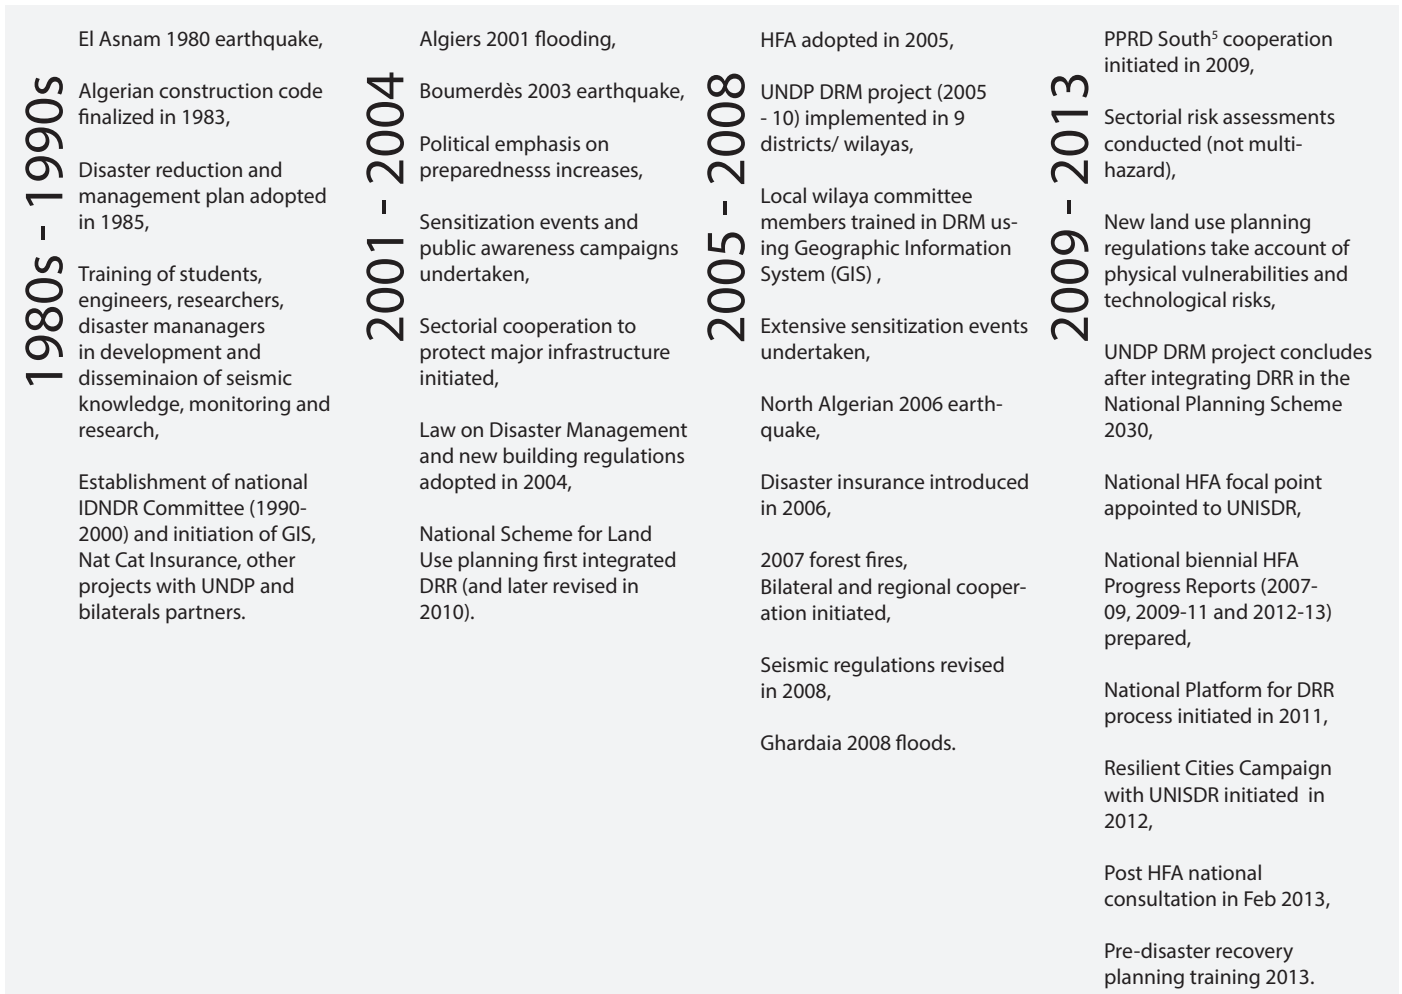 1980s - 1990s
El Asnam 1980 earthquake,
Algerian construction code
finalized in 1983,
Disaster reduction and
management plan adopted
in 1985,
Training of students,
engineers, researchers,
disaster mananagers
in development and
disseminaion of seismic
knowledge, monitoring and
research,
Establishment of national
IDNDR Committee (1990-
2000) and initiation of GIS,
Nat Cat Insurance, other
projects with UNDP and
bilaterals partners.
2001 - 2004
Algiers 2001 flooding,
Boumerdès 2003 earthquake,
Political emphasis on
preparednesss increases,
Sensitization events and
public awareness campaigns
undertaken,
Sectorial cooperation to
protect major infrastructure
initiated,
Law on Disaster Management
and new building regulations
adopted in 2004,
National Scheme for Land
Use planning first integrated
DRR (and later revised in
2010).
2005 - 2008
HFA adopted in 2005,
UNDP DRM project (2005
- 10) implemented in 9
districts/ wilayas,
Local wilaya committee
members trained in DRM us-
ing Geographic Information
System (GIS) ,
Extensive sensitization events
undertaken,
North Algerian 2006 earth-
quake,
Disaster insurance introduced
in 2006,
2007 forest fires,
Bilateral and regional cooper-
ation initiated,
Seismic regulations revised
in 2008,
Ghardaia 2008 floods.
2009 - 2013
PPRD South⁵ cooperation
initiated in 2009,
Sectorial risk assessments
conducted (not multi-
hazard),
New land use planning
regulations take account of
physical vulnerabilities and
technological risks,
UNDP DRM project concludes
after integrating DRR in the
National Planning Scheme
2030,
National HFA focal point
appointed to UNISDR,
National biennial HFA
Progress Reports (2007-
09, 2009-11 and 2012-13)
prepared,
National Platform for DRR
process initiated in 2011,
Resilient Cities Campaign
with UNISDR initiated  in
2012,
Post HFA national
consultation in Feb 2013,
Pre-disaster recovery
planning training 2013.